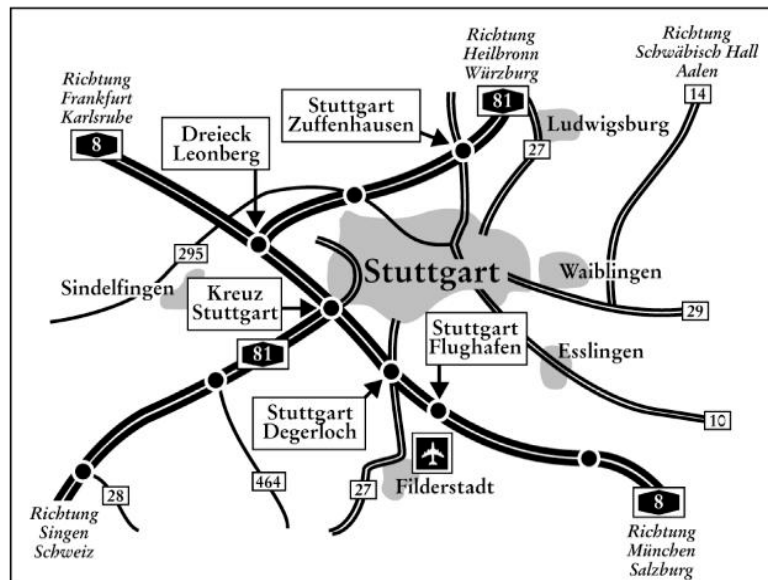 Richtung
Heilbronn
Würzburg
Richtung
Schwäbisch Hall
Aalen
Richtung
Frankfurt
Karlsruhe
8
Dreieck
Leonberg
Stuttgart
Zuffenhausen
81
14
Ludwigsburg
27
295
Sindelfingen
Stuttgart
Waiblingen
Kreuz
Stuttgart
29
81
Stuttgart
Flughafen
Esslingen
Stuttgart
Degerloch
10
28
464
27
Filderstadt
8
Richtung
Singen
Schweiz
Richtung
München
Salzburg